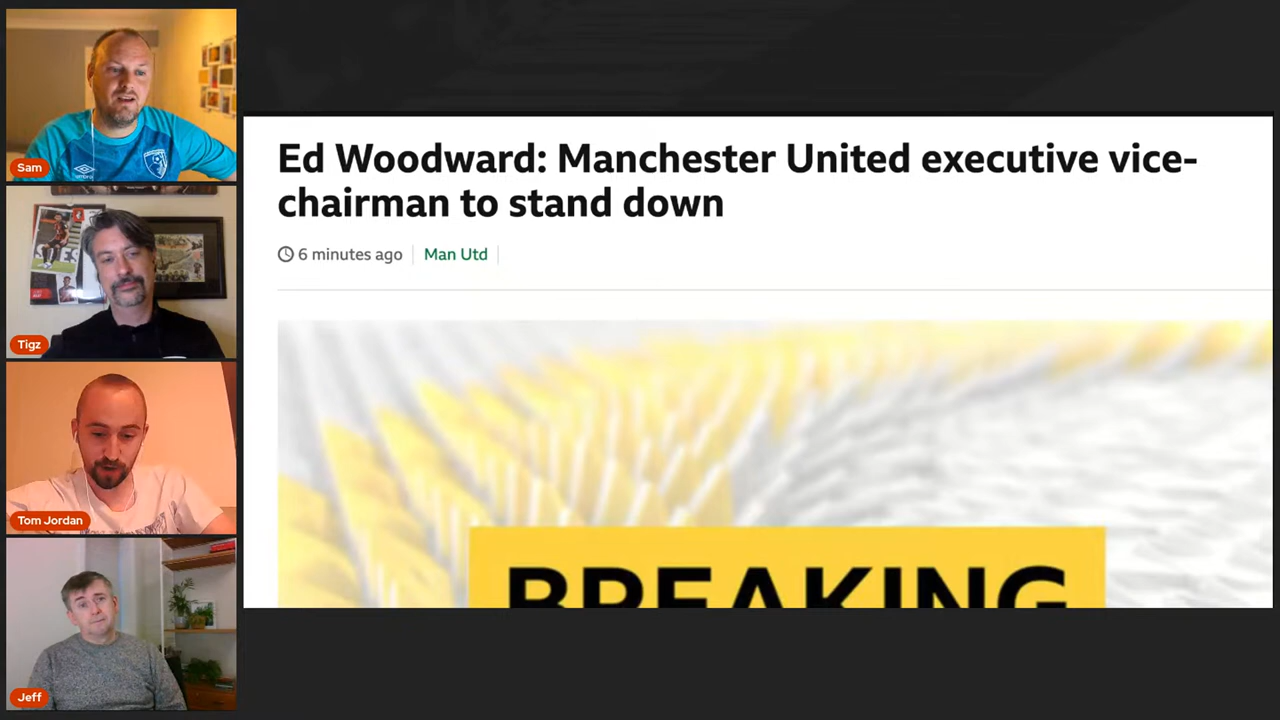 Sam
Tigz
Tom Jordan
Jeff
Ed Woodward: Manchester United executive vice-
chairman to stand down
6 minutes ago
Man Utd
BREAKING